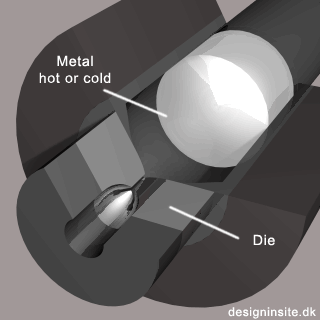 Metal
hot or cold
Die
designinsite.dk